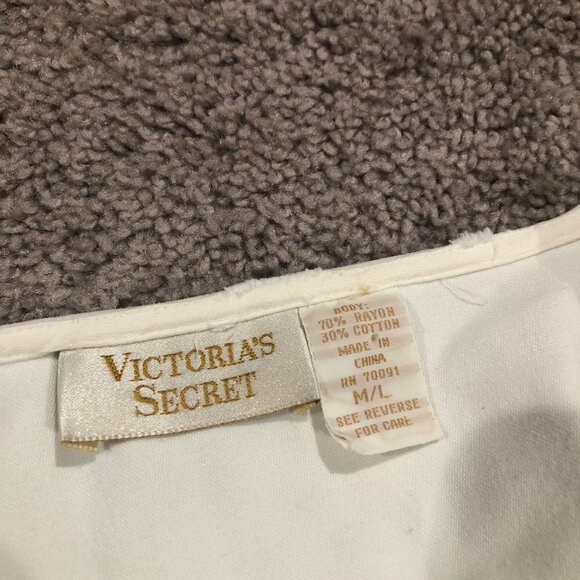 VICTORIA'S
SECRET
BODY:
70% RAYON
30% COTTON
MADE IN
CHINA
RN 70091
M/L
SEE REVERSE
FOR CARE